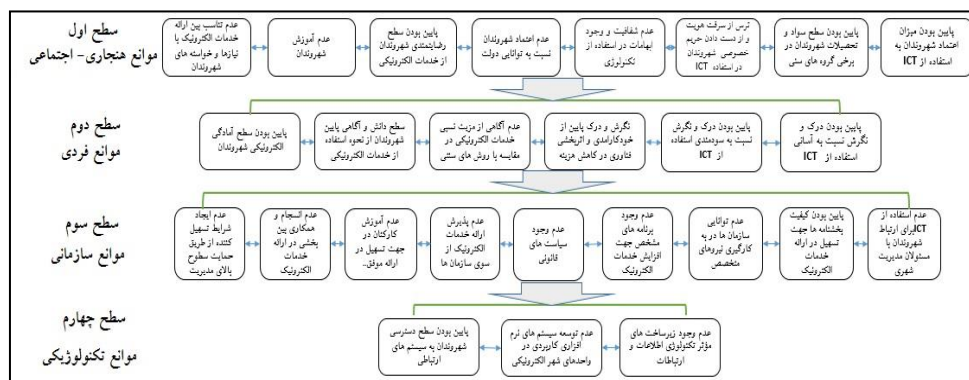 سطح اول
موانع هنجاری- اجتماعی
پایین بودن میزان
اعتماد شهروندان به
استفاده از ICT
پایین بودن سطح سواد و
تحصیلات شهروندان در
برخی گروه های سنی
ترس از سرقت هویت
و از دست دادن حریم
خصوصی شهروندان
در استفاده ICT
عدم شفافیت و وجود
ابهامات در استفاده از
تکنولوژی
عدم اعتماد شهروندان
نسبت به توانایی دولت
پایین بودن سطح
رضایتمندی شهروندان
از خدمات الکترونیکی
عدم آموزش
شهروندان
عدم تناسب بین ارائه
خدمات الکترونیک با
نیازها و خواسته های
شهروندان
سطح دوم
موانع فردی
پایین بودن درک و
نگرش نسبت به آسانی
استفاده از ICT
پایین بودن درک و نگرش
نسبت به سودمندی استفاده
از ICT
نگرش و درک پایین از
خودکارامدی و اثربخشی
فناوری در کاهش هزینه
عدم آگاهی از مزیت نسبی
خدمات الکترونیکی در
مقایسه با روش های سنتی
سطح دانش و آگاهی پایین
شهروندان از نحوه استفاده
از خدمات الکترونیکی
پایین بودن سطح آمادگی
الکترونیکی شهروندان
سطح سوم
موانع سازمانی
عدم استفاده از
ICTبرای ارتباط
شهروندان با
مسئولان مدیریت
شهری
پایین بودن کیفیت
بخشنامه ها جهت
تسهیل در ارائه
خدمات
الکترونیک
عدم توانایی
سازمان ها در به
کارگیری نیروهای
متخصص
عدم وجود
برنامه های
مشخص جهت
افزایش خدمات
الکترونیک
عدم وجود
سیاست های
قانونی
عدم پذیرش
ارائه خدمات
الکترونیک از
سوی سازمان ها
عدم آموزش
کارکنان در
جهت تسهیل در
ارائه موفق..
عدم انسجام و
همکاری بین
بخشی در ارائه
خدمات
الکترونیک
عدم ایجاد
شرایط تسهیل
کننده از طریق
حمایت سطوح
بالای مدیریت
سطح چهارم
موانع تکنولوژیکی
عدم وجود زیرساخت های
مؤثر تکنولوژی اطلاعات و
ارتباطات
عدم توسعه سیستم های نرم
افزاری کاربردی در
واحدهای شهر الکترونیکی
پایین بودن سطح دسترسی
شهروندان به سیستم های
ارتباطی